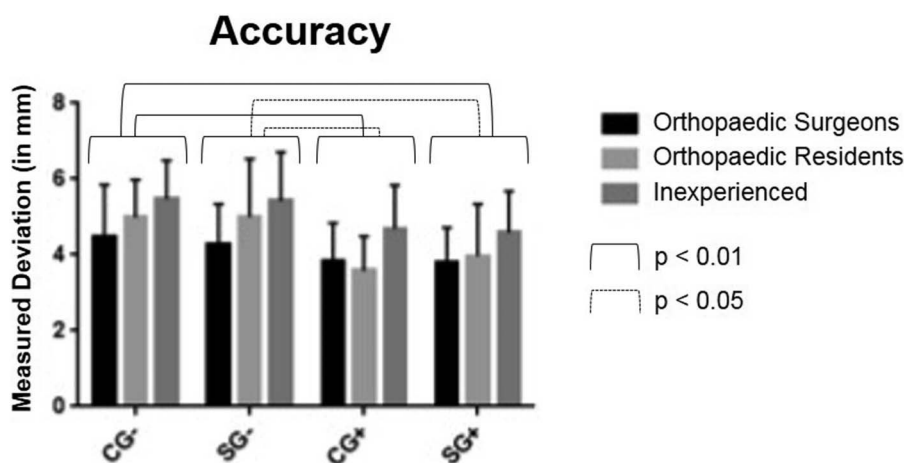 Accuracy
Measured Deviation (in mm)
8
6
4
2
0
CG-
SG-
CG+
SG+
Orthopaedic Surgeons
Orthopaedic Residents
Inexperienced
p < 0.01
p < 0.05